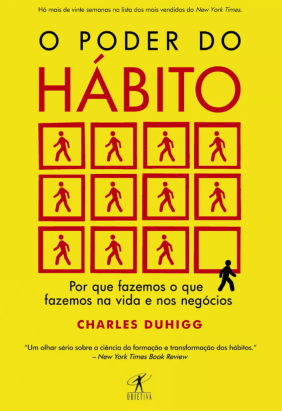 Há mais de vinte semanas na lista dos mais vendidos do New York Times.
O PODER DO
HÁBITO
Por que fazemos o que
fazemos na vida e nos negócios
CHARLES DUHIGG
"Um olhar sério sobre a ciência da formação e transformação dos hábitos."
– New York Times Book Review
OBJETIVA